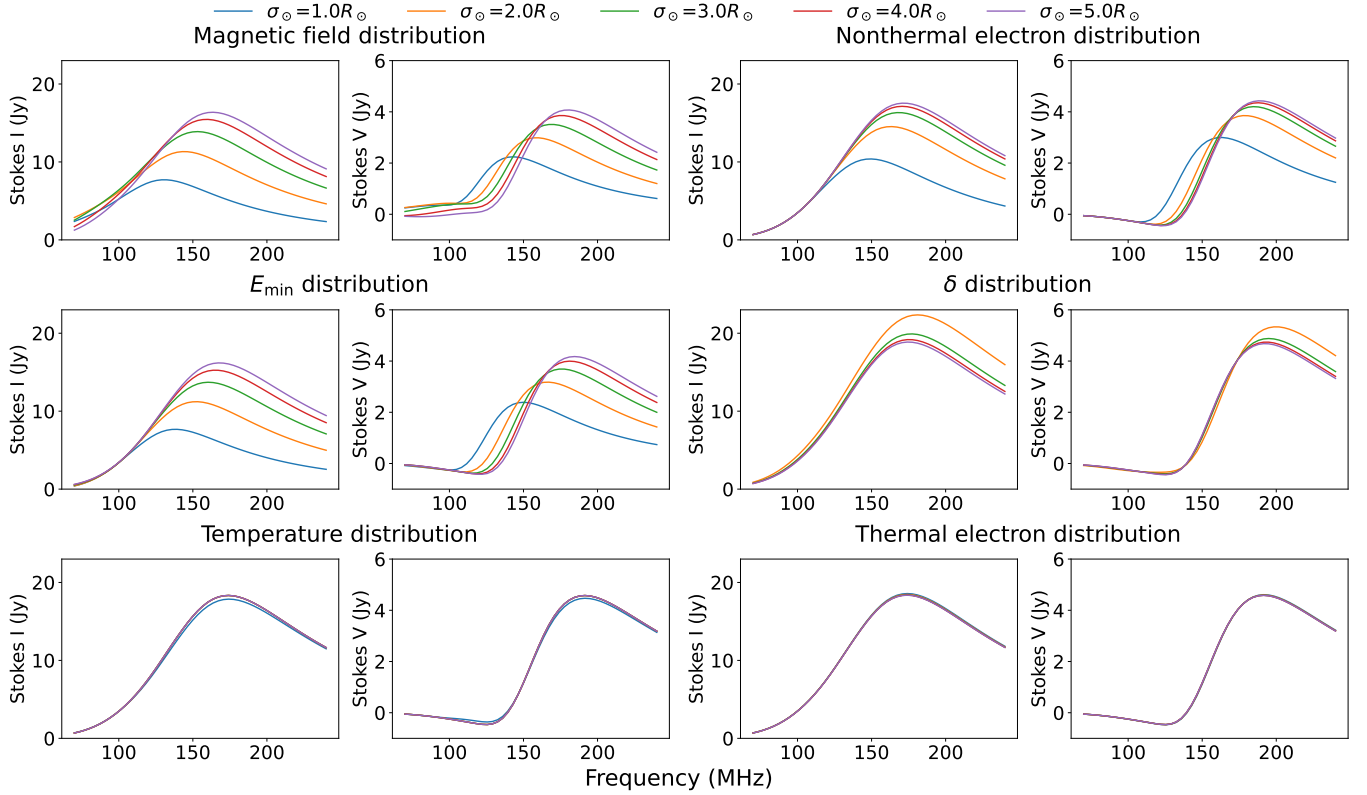 σ⊙=1.0R⊙ σ⊙=2.0R⊙ σ⊙=3.0R⊙ σ⊙=4.0R⊙ σ⊙=5.0R⊙
Magnetic field distribution
Nonthermal electron distribution
Stokes I (Jy)
0 10 20
100 150 200
Stokes V (Jy)
0 2 4 6
100 150 200
Stokes I (Jy)
0 10 20
100 150 200
Stokes V (Jy)
0 2 4 6
100 150 200
E_min distribution
δ distribution
Stokes I (Jy)
0 10 20
100 150 200
Stokes V (Jy)
0 2 4 6
100 150 200
Stokes I (Jy)
0 10 20
100 150 200
Stokes V (Jy)
0 2 4 6
100 150 200
Temperature distribution
Thermal electron distribution
Stokes I (Jy)
0 10 20
100 150 200
Stokes V (Jy)
0 2 4 6
100 150 200
Stokes I (Jy)
0 10 20
100 150 200
Stokes V (Jy)
0 2 4 6
100 150 200
Frequency (MHz)